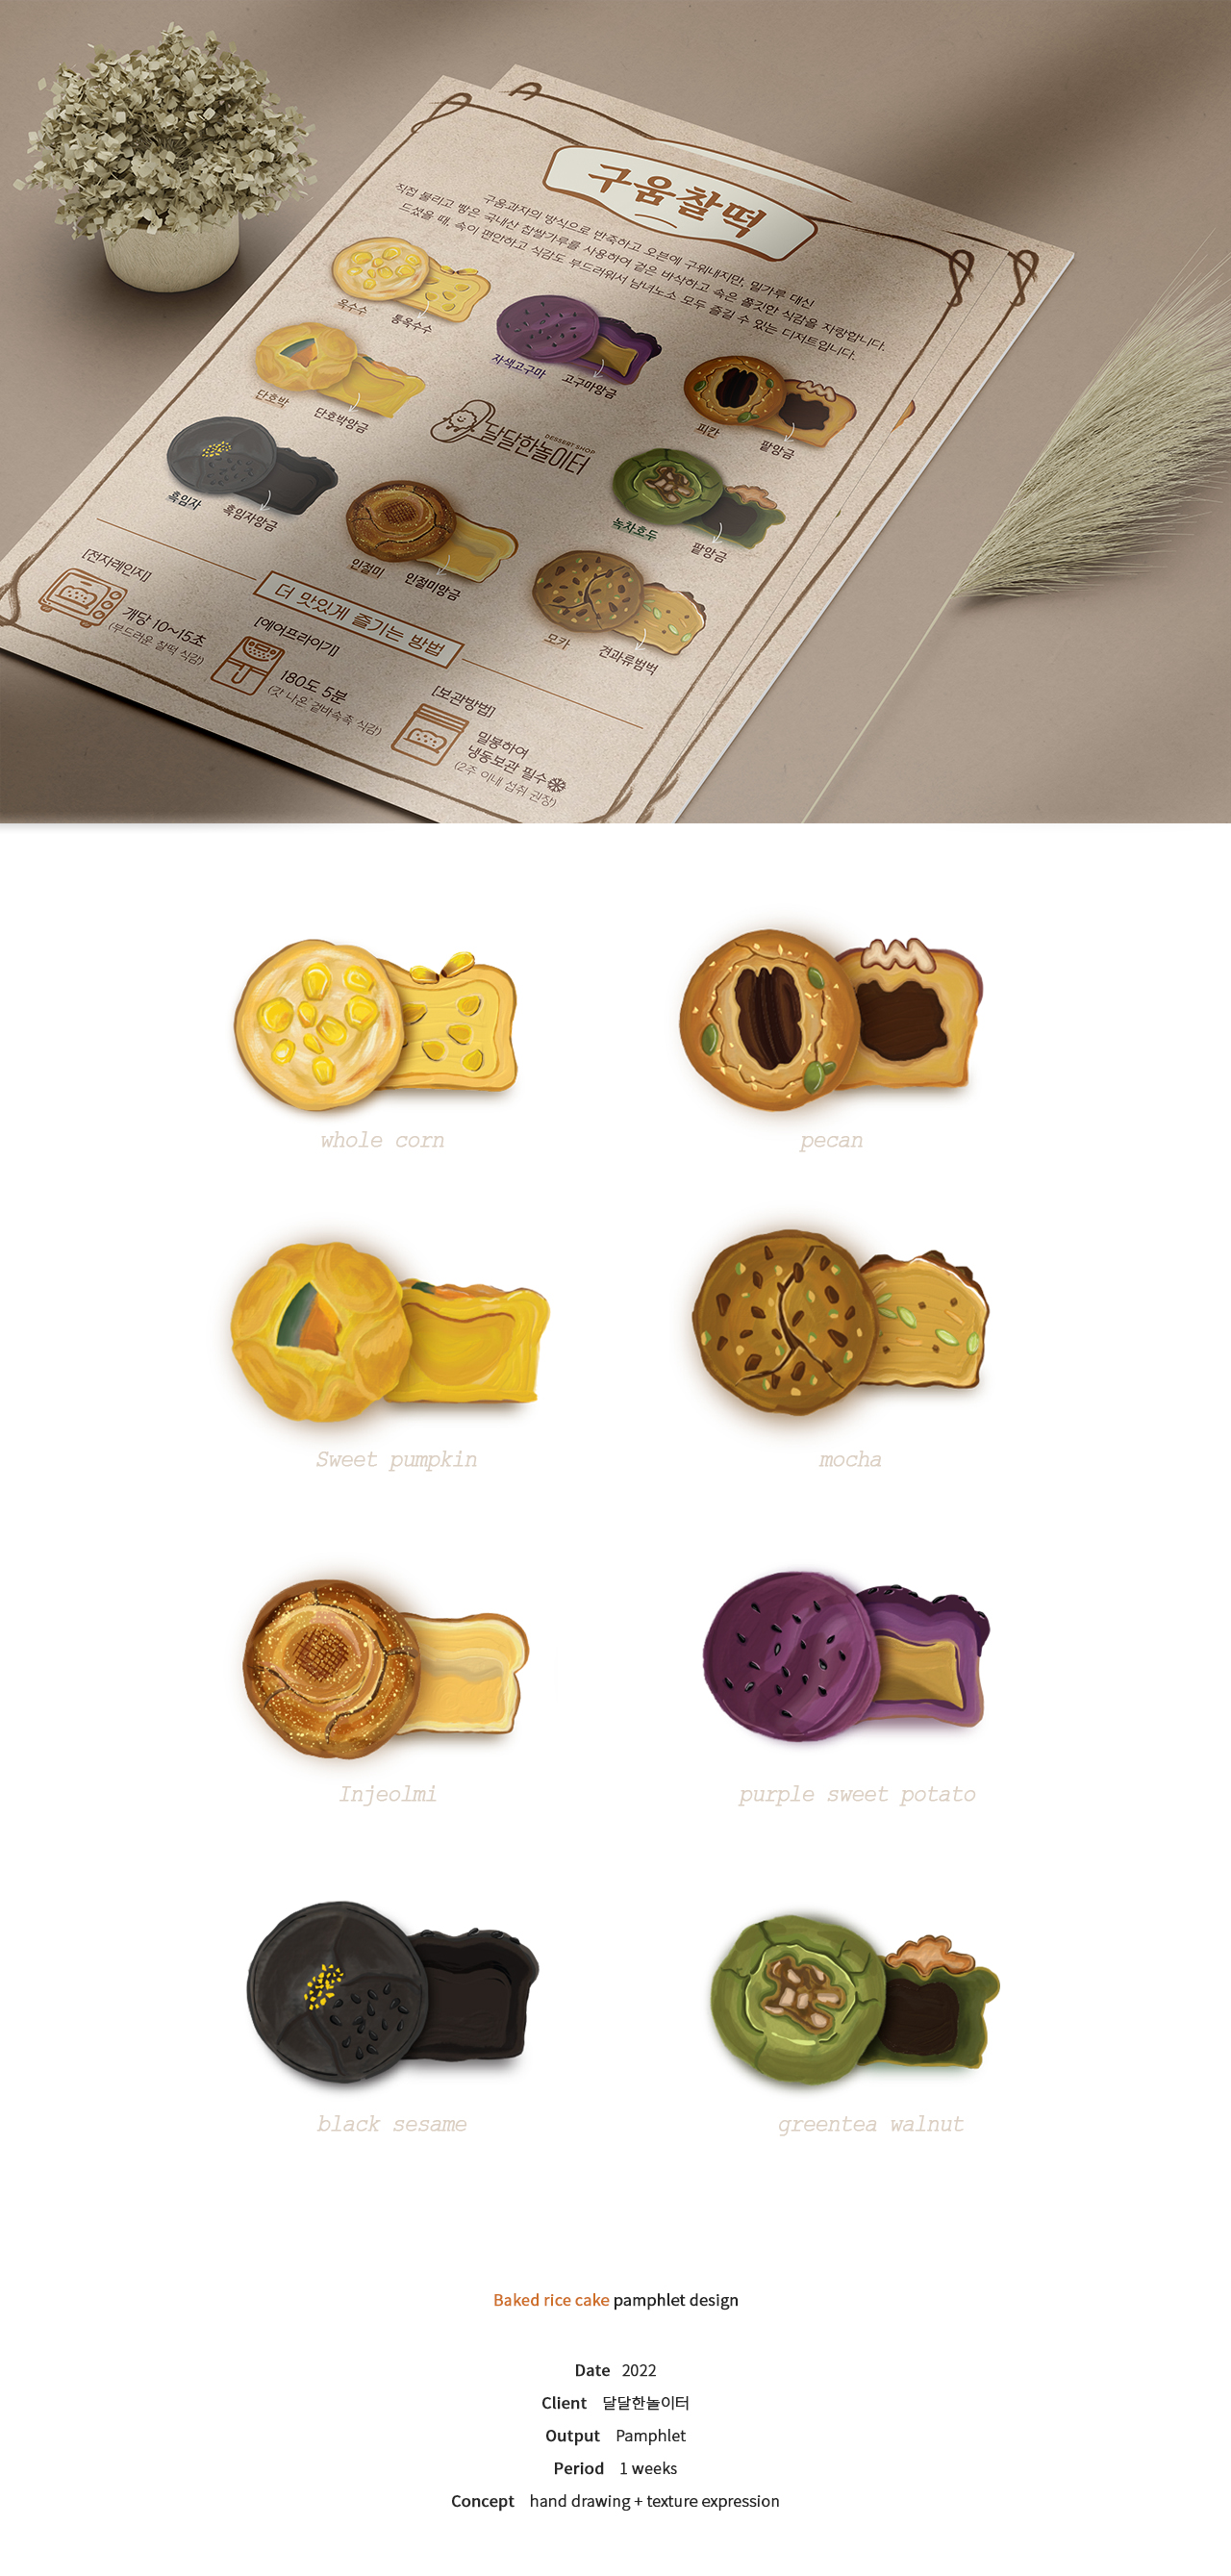 구움찰떡
구움과자의 방식으로 반죽하고 오븐에 구워내지만, 밀가루 대신
직접 불리고 빻은 국내산 찹쌀가루를 사용하여 겉은 바삭하고 속은 쫄깃한 식감을 자랑합니다.
드셨을 때, 속이 편안하고 식감도 부드러워서 남녀노소 모두 즐길 수 있는 디저트입니다.
옥수수
통옥수수
자색고구마
고구마앙금
피칸
팥앙금
단호박
단호박앙금
DESSERT SHOP
달달한놀이터
흑임자
흑임자앙금
녹차호두
팥앙금
인절미
인절미앙금
모카
견과류범벅
더 맛있게 즐기는 방법
[전자레인지]
개당 10~15초
(부드러운 찰떡 식감)
[에어프라이기]
180도 5분
(갓 나온 겉바속촉 식감)
[보관방법]
밀봉하여
냉동보관 필수
(2주 이내 섭취 권장)
whole corn
pecan
Sweet pumpkin
mocha
Injeolmi
purple sweet potato
black sesame
greentea walnut
Baked rice cake pamphlet design
Date 2022
Client 달달한놀이터
Output Pamphlet
Period 1 weeks
Concept hand drawing + texture expression